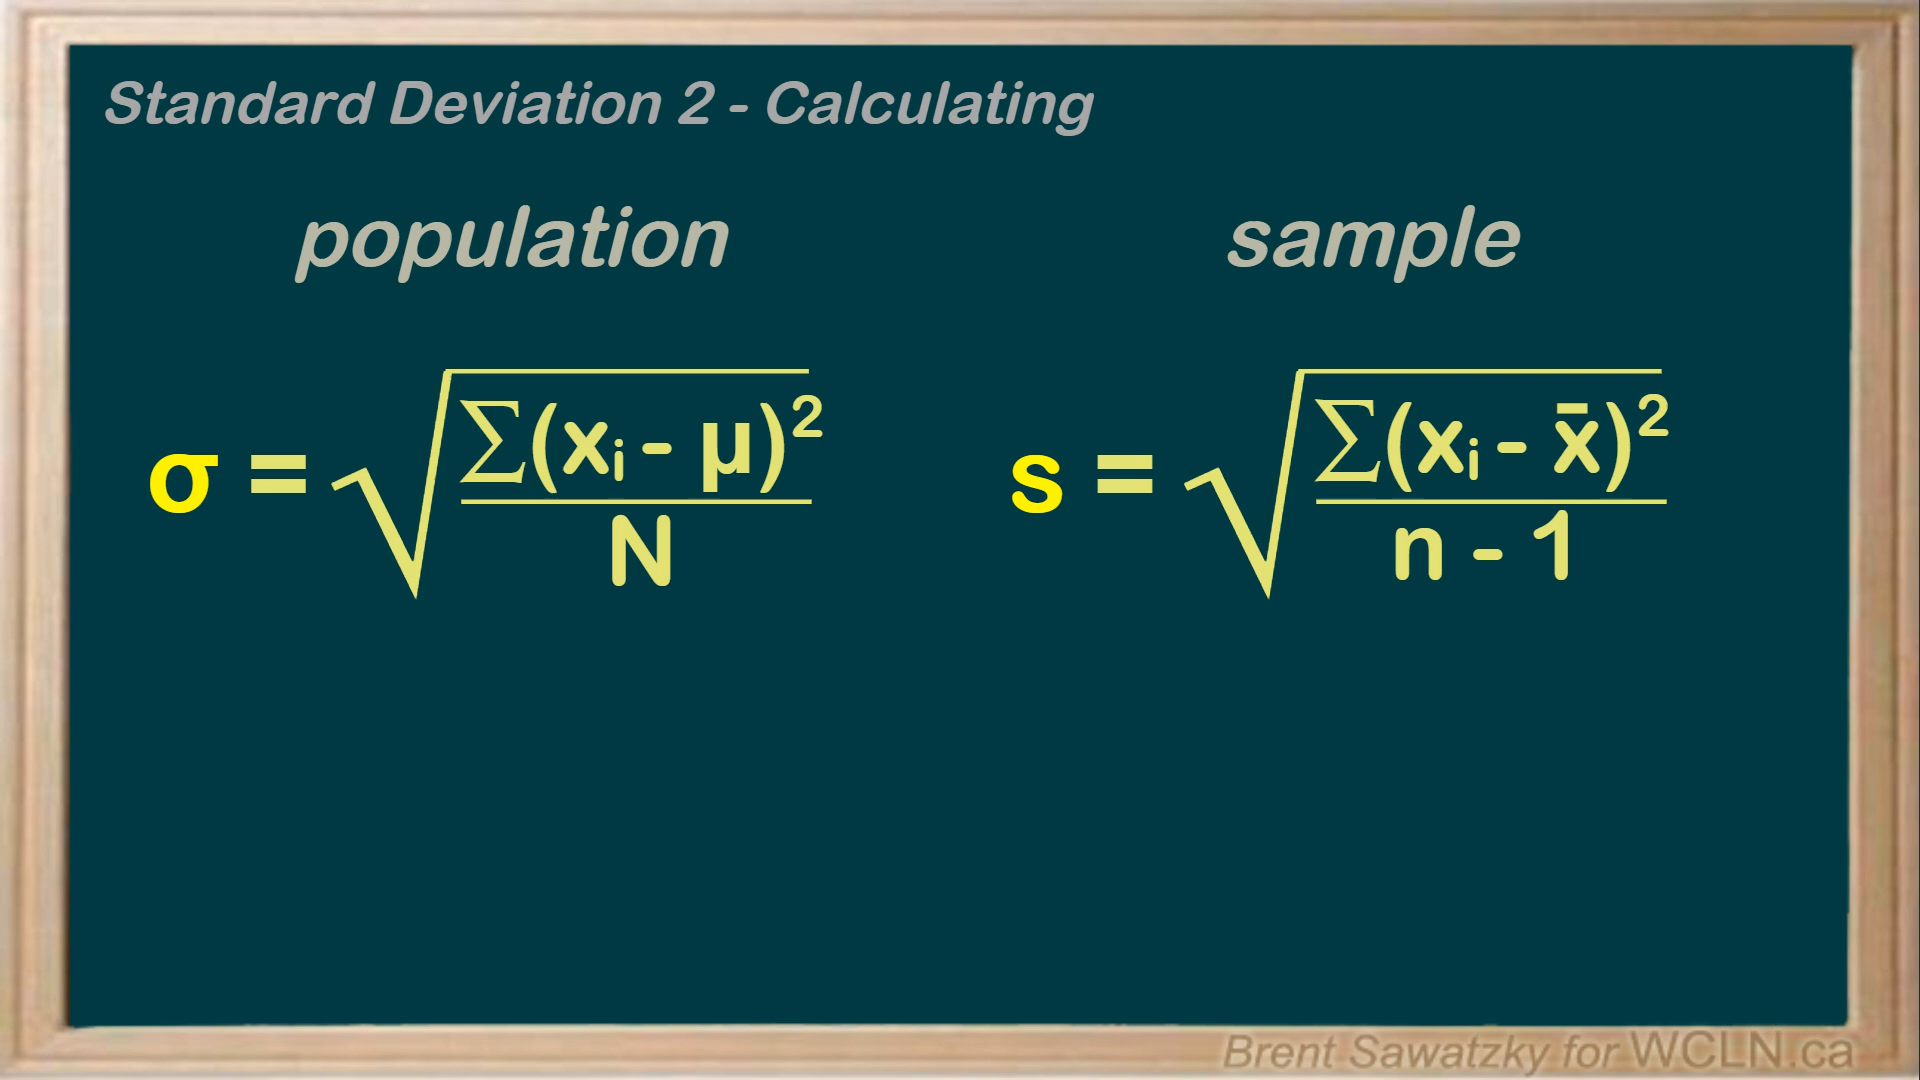 Standard Deviation 2 - Calculating
population
sample
σ = √(∑(xᵢ - μ)² / N)
s = √(∑(xᵢ - x̄)² / n - 1)
Brent Sawatzky for WCLN.ca